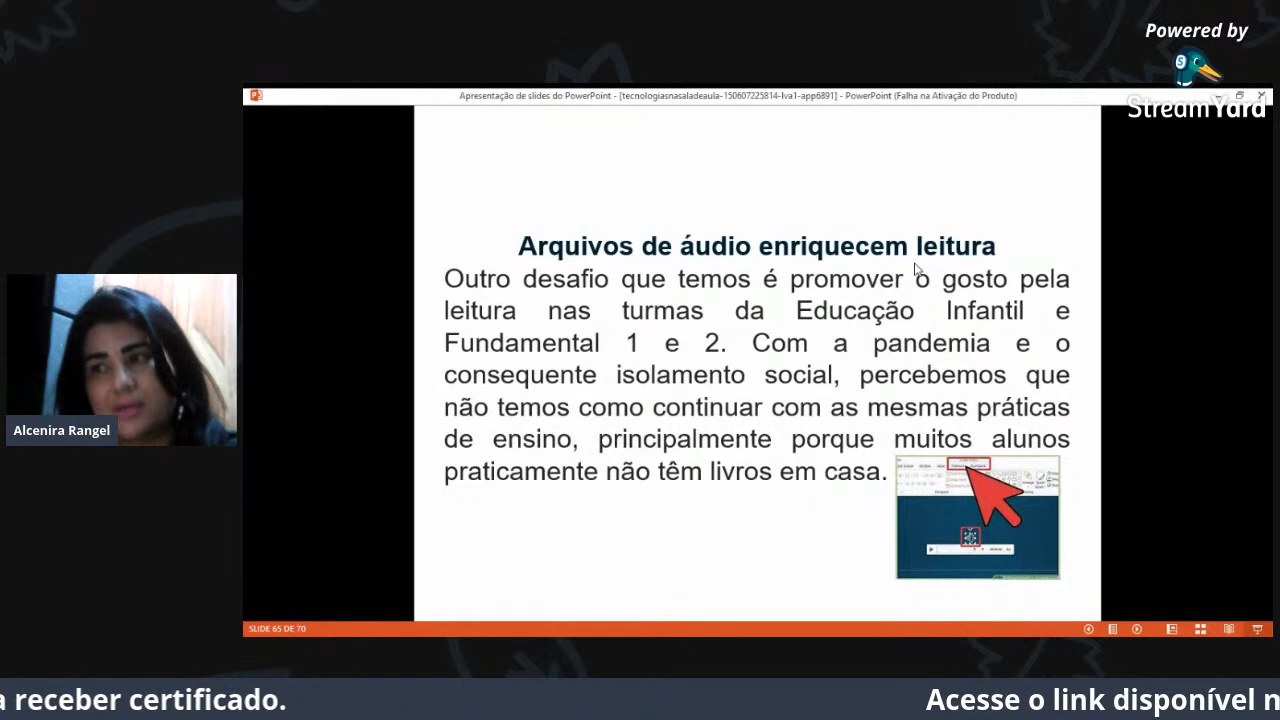 Powered by
StreamYard
Apresentação de slides do PowerPoint - [tecnologiasnasaladeaula-150607225814-lva1-app6891] - PowerPoint (Falha na Ativação do Produto)
Arquivos de áudio enriquecem leitura
Outro desafio que temos é promover o gosto pela
leitura nas turmas da Educação Infantil e
Fundamental 1 e 2. Com a pandemia e o
consequente isolamento social, percebemos que
não temos como continuar com as mesmas práticas
de ensino, principalmente porque muitos alunos
praticamente não têm livros em casa.
Alcenira Rangel
SLIDE 65 DE 70
a receber certificado.
Acesse o link disponível n